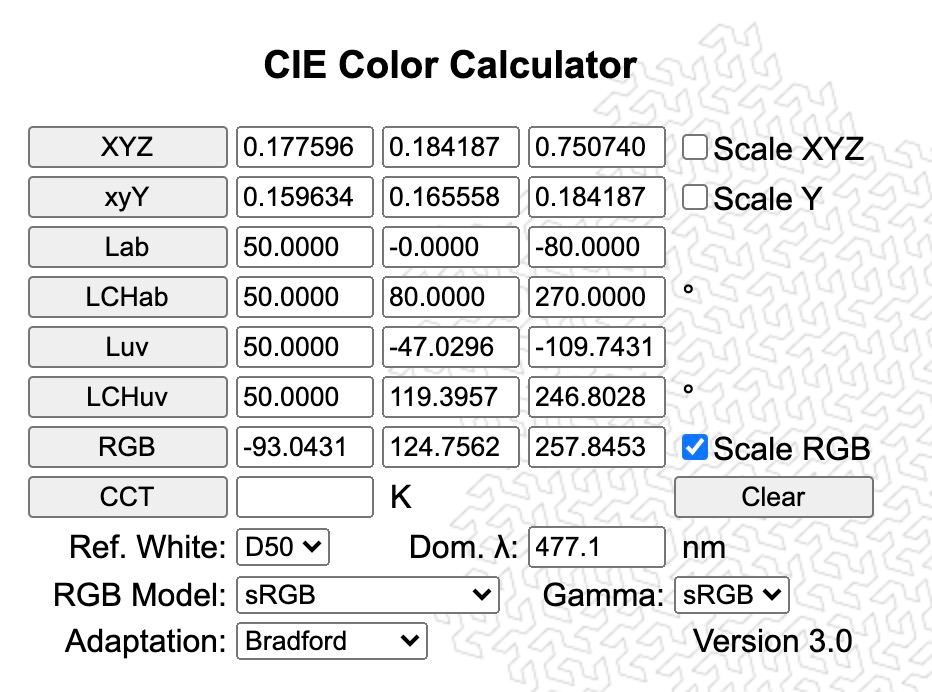 CIE Color Calculator
XYZ 0.177596 0.184187 0.750740 Scale XYZ
xyY 0.159634 0.165558 0.184187 Scale Y
Lab 50.0000 -0.0000 -80.0000
LCHab 50.0000 80.0000 270.0000 °
Luv 50.0000 -47.0296 -109.7431
LCHuv 50.0000 119.3957 246.8028 °
RGB -93.0431 124.7562 257.8453 Scale RGB
CCT K Clear
Ref. White: D50 Dom. λ: 477.1 nm
RGB Model: sRGB Gamma: sRGB
Adaptation: Bradford Version 3.0